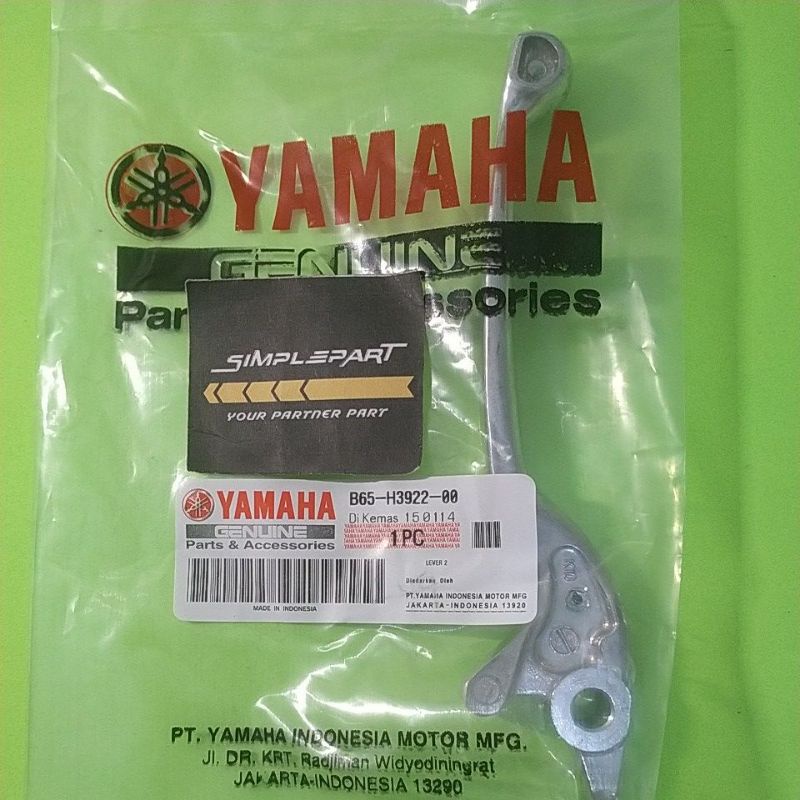 YAMAHA
GENUINE
Parts & Accessories
SIMPLEPART
YOUR PARTNER PART
YAMAHA
GENUINE
Parts & Accessories
MADE IN INDONESIA
B65-H3922-00
Di Kemas 150114
1PC
LEVER 2
Diedarkan Oleh
PT.YAMAHA INDONESIA MOTOR MFG
JAKARTA-INDONESIA 13920
PT. YAMAHA INDONESIA MOTOR MFG.
Jl. DR. KRT. Radjiman Widyodiningrat
JAKARTA-INDONESIA 13290